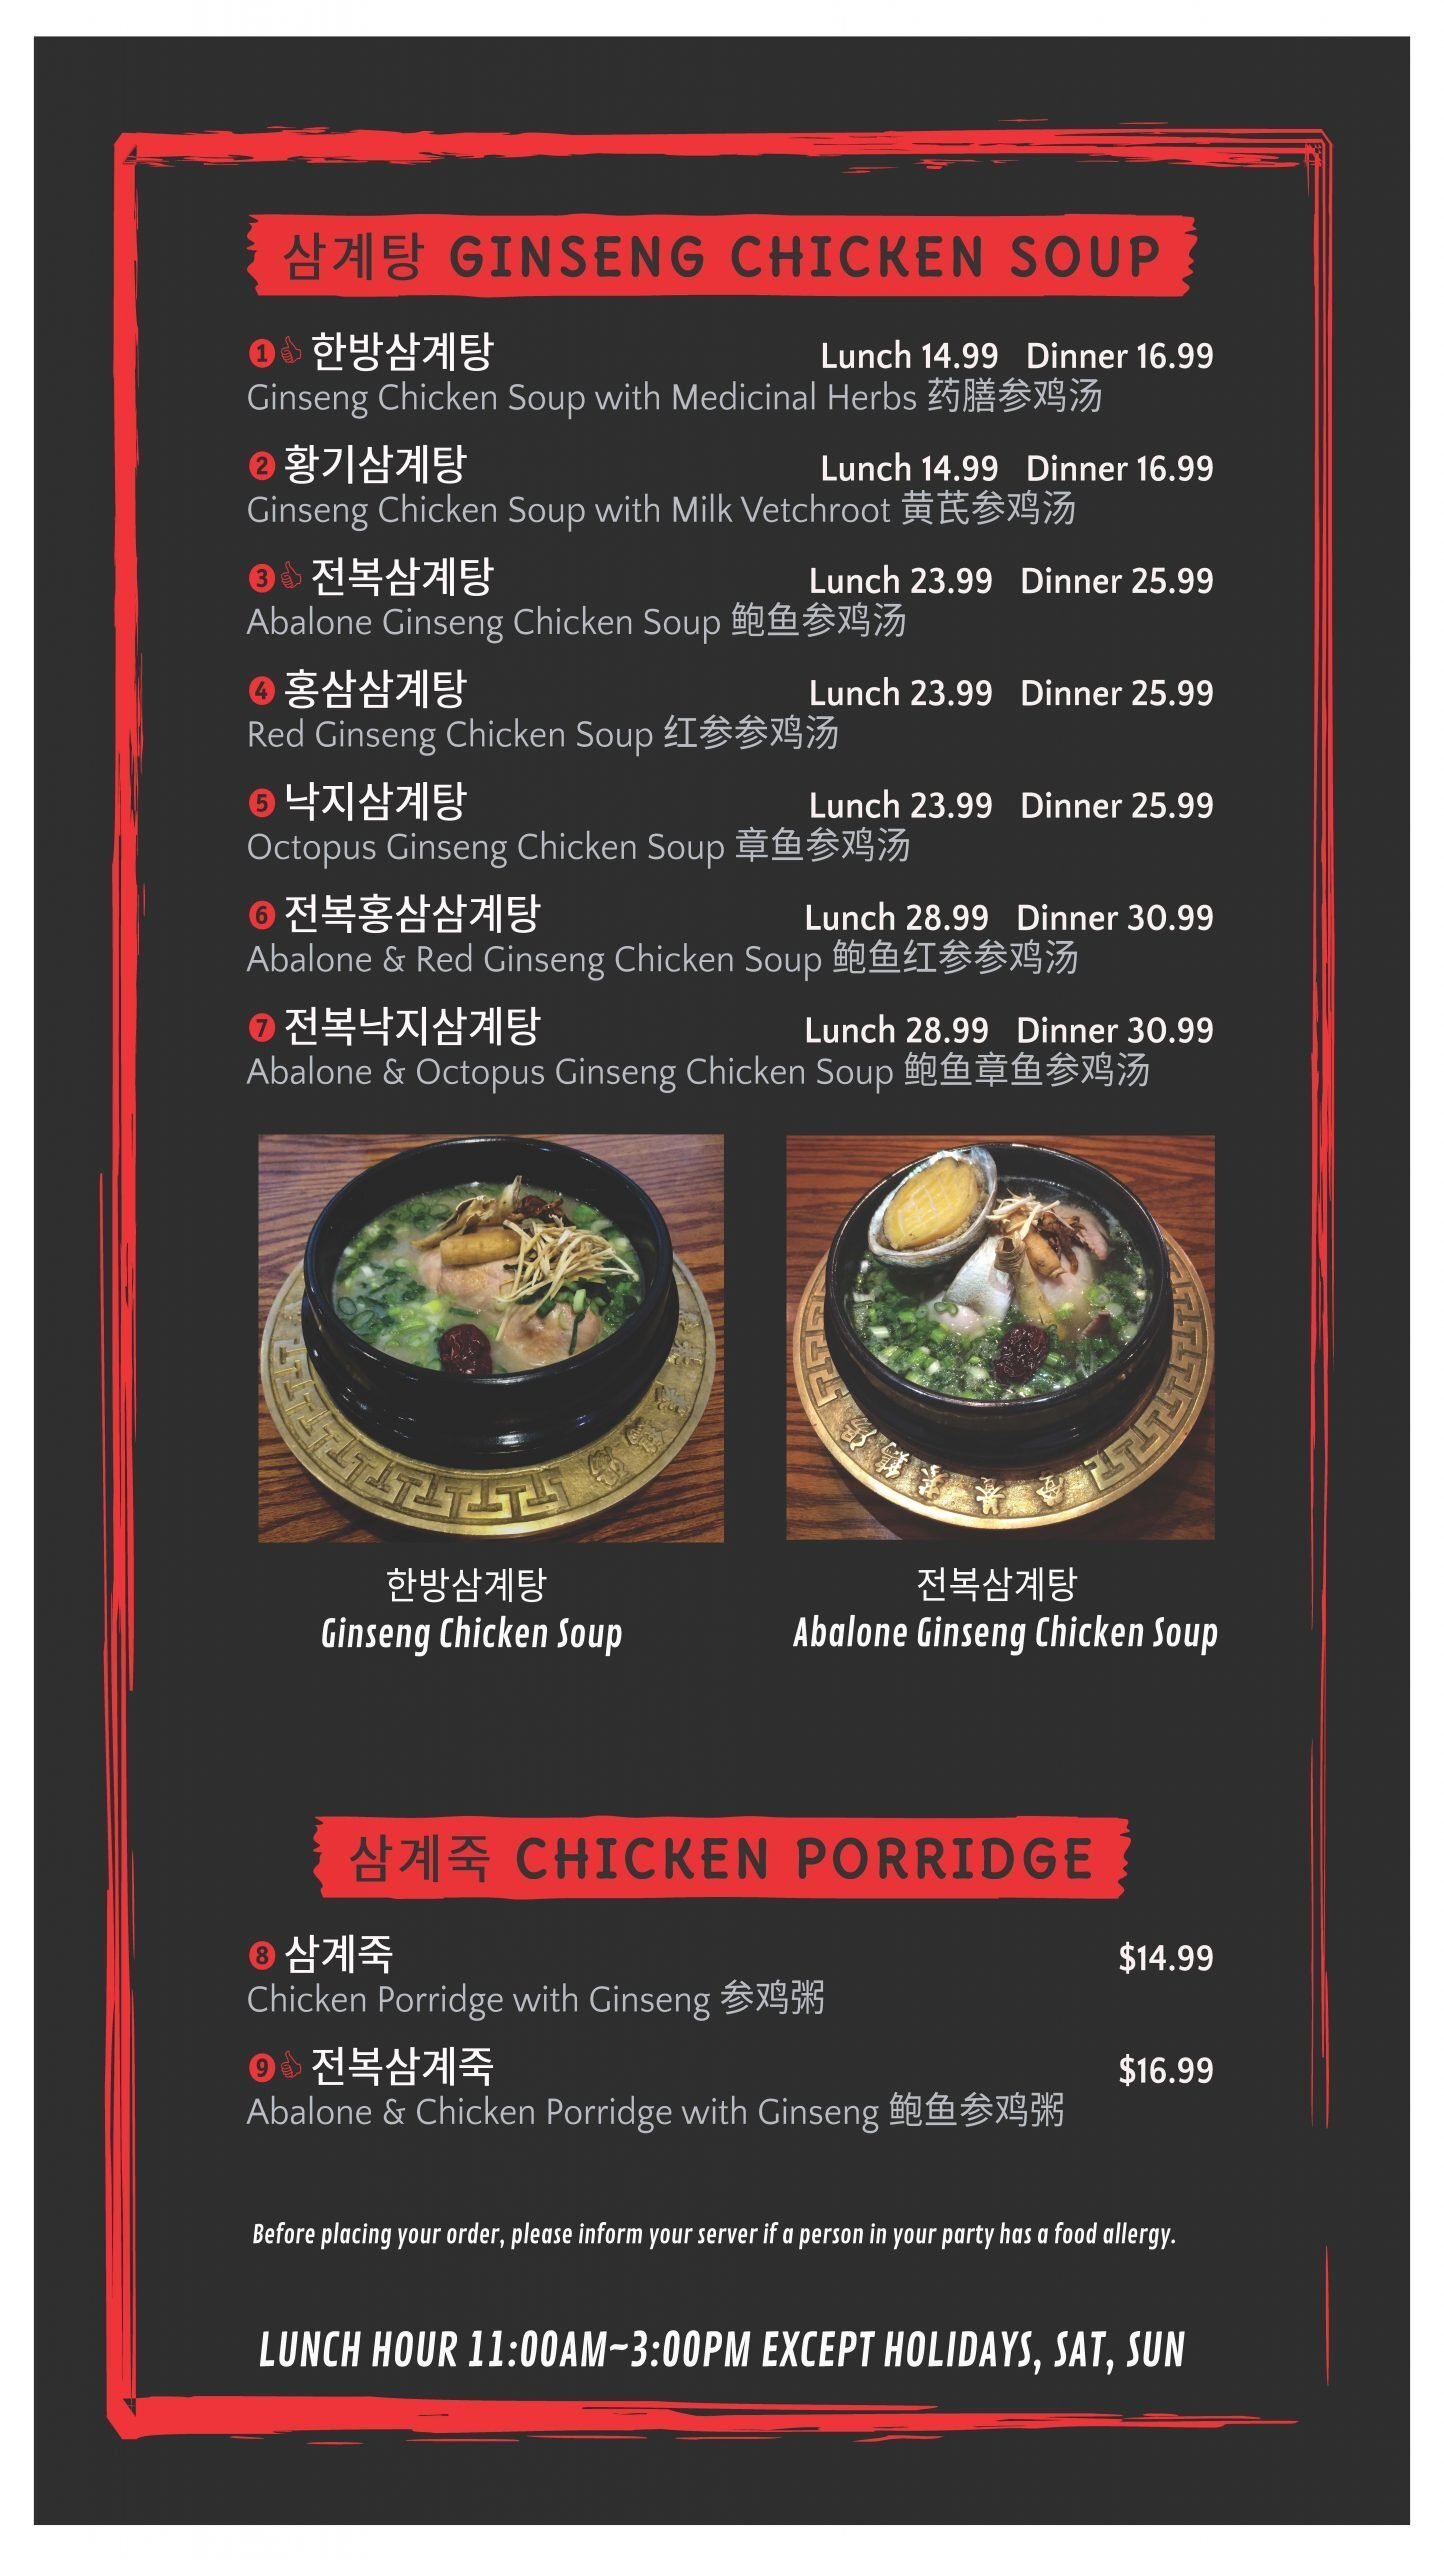 삼계탕 GINSENG CHICKEN SOUP
1 한방삼계탕 Lunch 14.99 Dinner 16.99
Ginseng Chicken Soup with Medicinal Herbs 药膳参鸡汤
2 황기삼계탕 Lunch 14.99 Dinner 16.99
Ginseng Chicken Soup with Milk Vetchroot 黄芪参鸡汤
3 전복삼계탕 Lunch 23.99 Dinner 25.99
Abalone Ginseng Chicken Soup 鲍鱼参鸡汤
4 홍삼삼계탕 Lunch 23.99 Dinner 25.99
Red Ginseng Chicken Soup 红参参鸡汤
5 낙지삼계탕 Lunch 23.99 Dinner 25.99
Octopus Ginseng Chicken Soup 章鱼参鸡汤
6 전복홍삼삼계탕 Lunch 28.99 Dinner 30.99
Abalone & Red Ginseng Chicken Soup 鲍鱼红参参鸡汤
7 전복낙지삼계탕 Lunch 28.99 Dinner 30.99
Abalone & Octopus Ginseng Chicken Soup 鲍鱼章鱼参鸡汤
한방삼계탕
Ginseng Chicken Soup
전복삼계탕
Abalone Ginseng Chicken Soup
삼계죽 CHICKEN PORRIDGE
8 삼계죽 $14.99
Chicken Porridge with Ginseng 参鸡粥
9 전복삼계죽 $16.99
Abalone & Chicken Porridge with Ginseng 鲍鱼参鸡粥
Before placing your order, please inform your server if a person in your party has a food allergy.
LUNCH HOUR 11:00AM~3:00PM EXCEPT HOLIDAYS, SAT, SUN